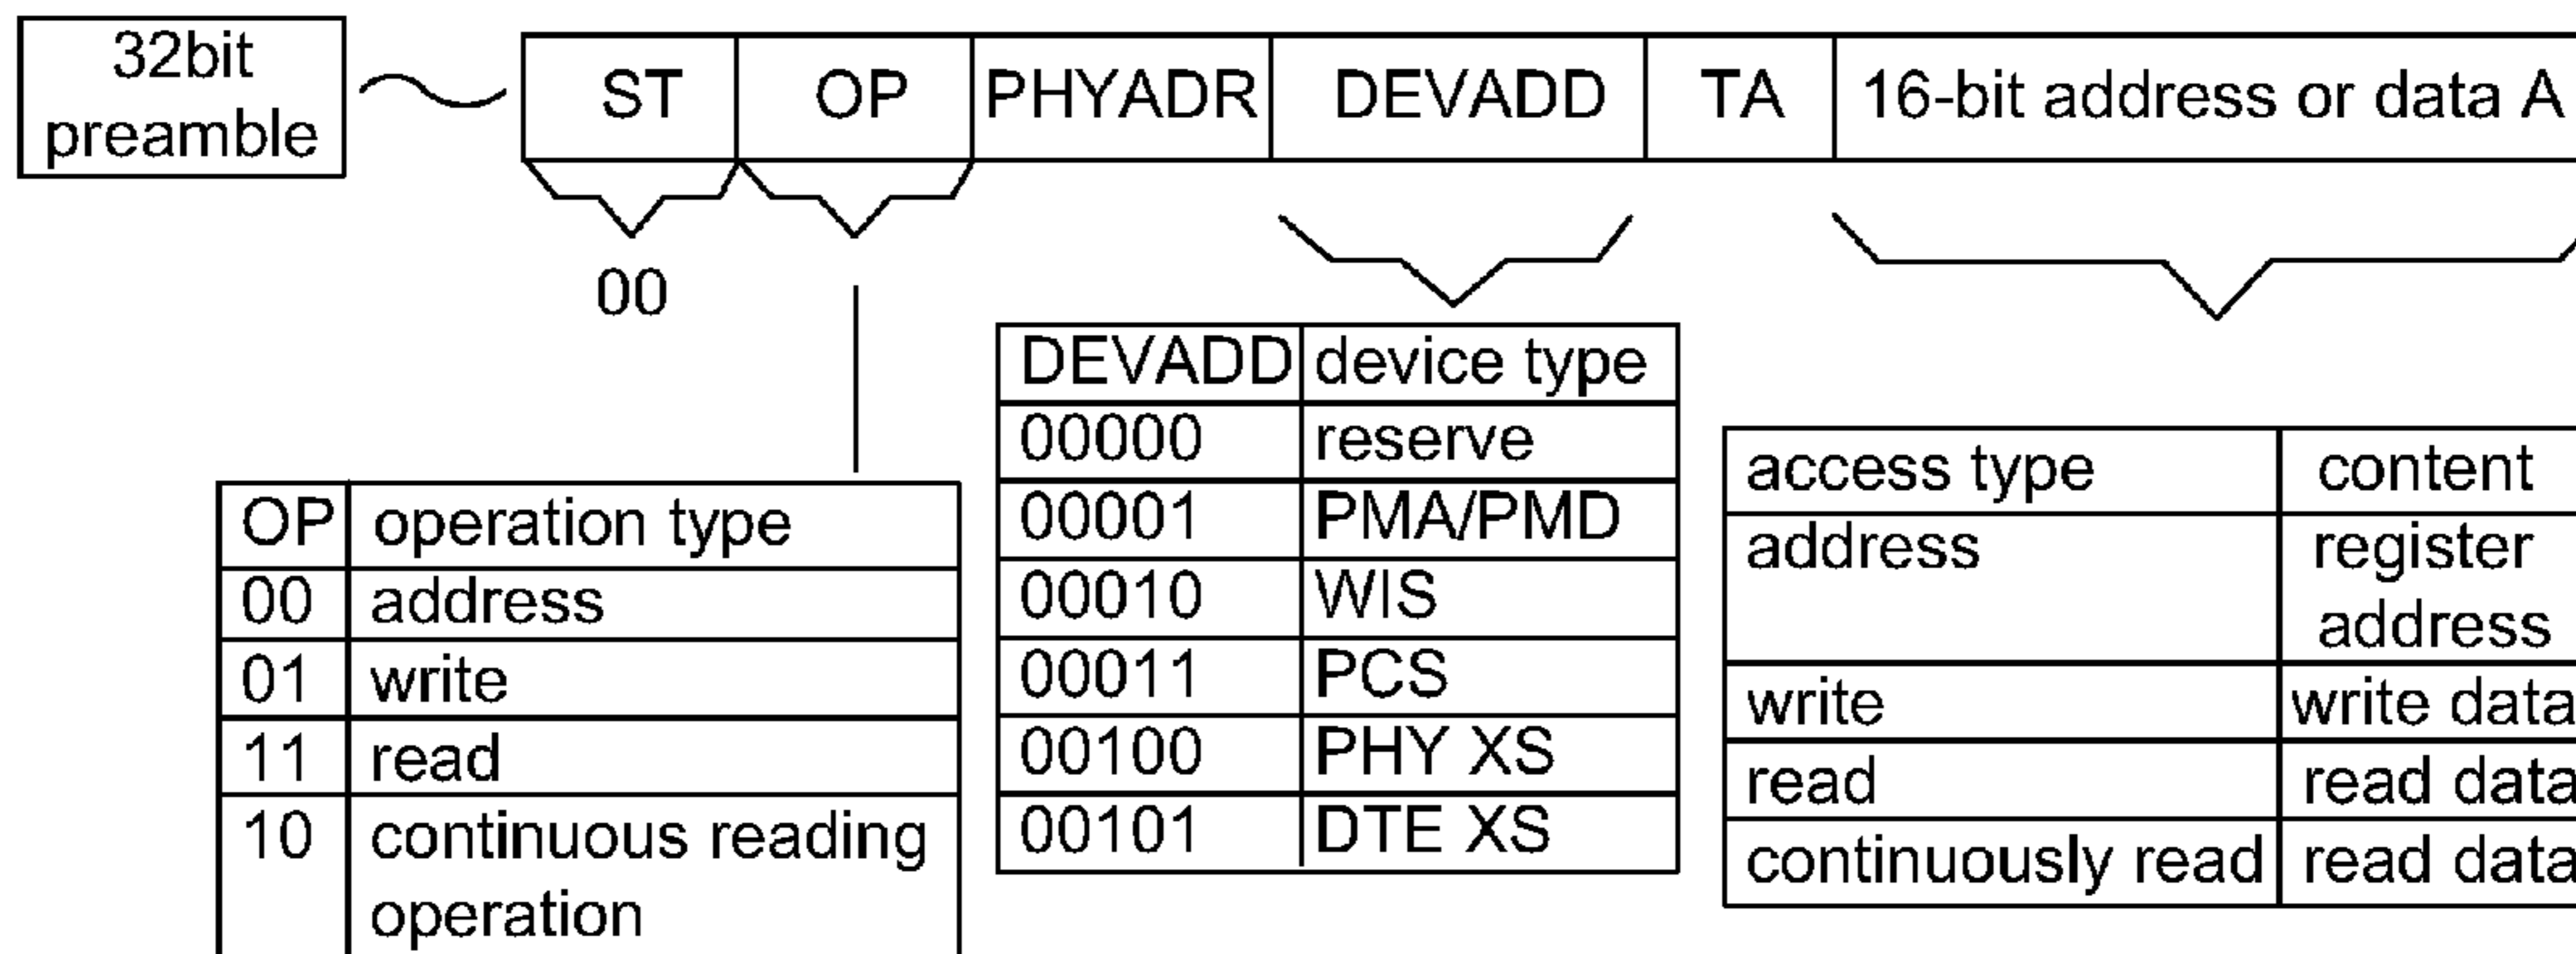 32bit
preamble
ST OP PHYADR DEVADD TA 16-bit address or data A
00
OP operation type
00 address
01 write
11 read
10 continuous reading
operation
DEVADD device type
00000 reserve
00001 PMA/PMD
00010 WIS
00011 PCS
00100 PHY XS
00101 DTE XS
access type content
address register
address
write write data
read read data
continuously read read data